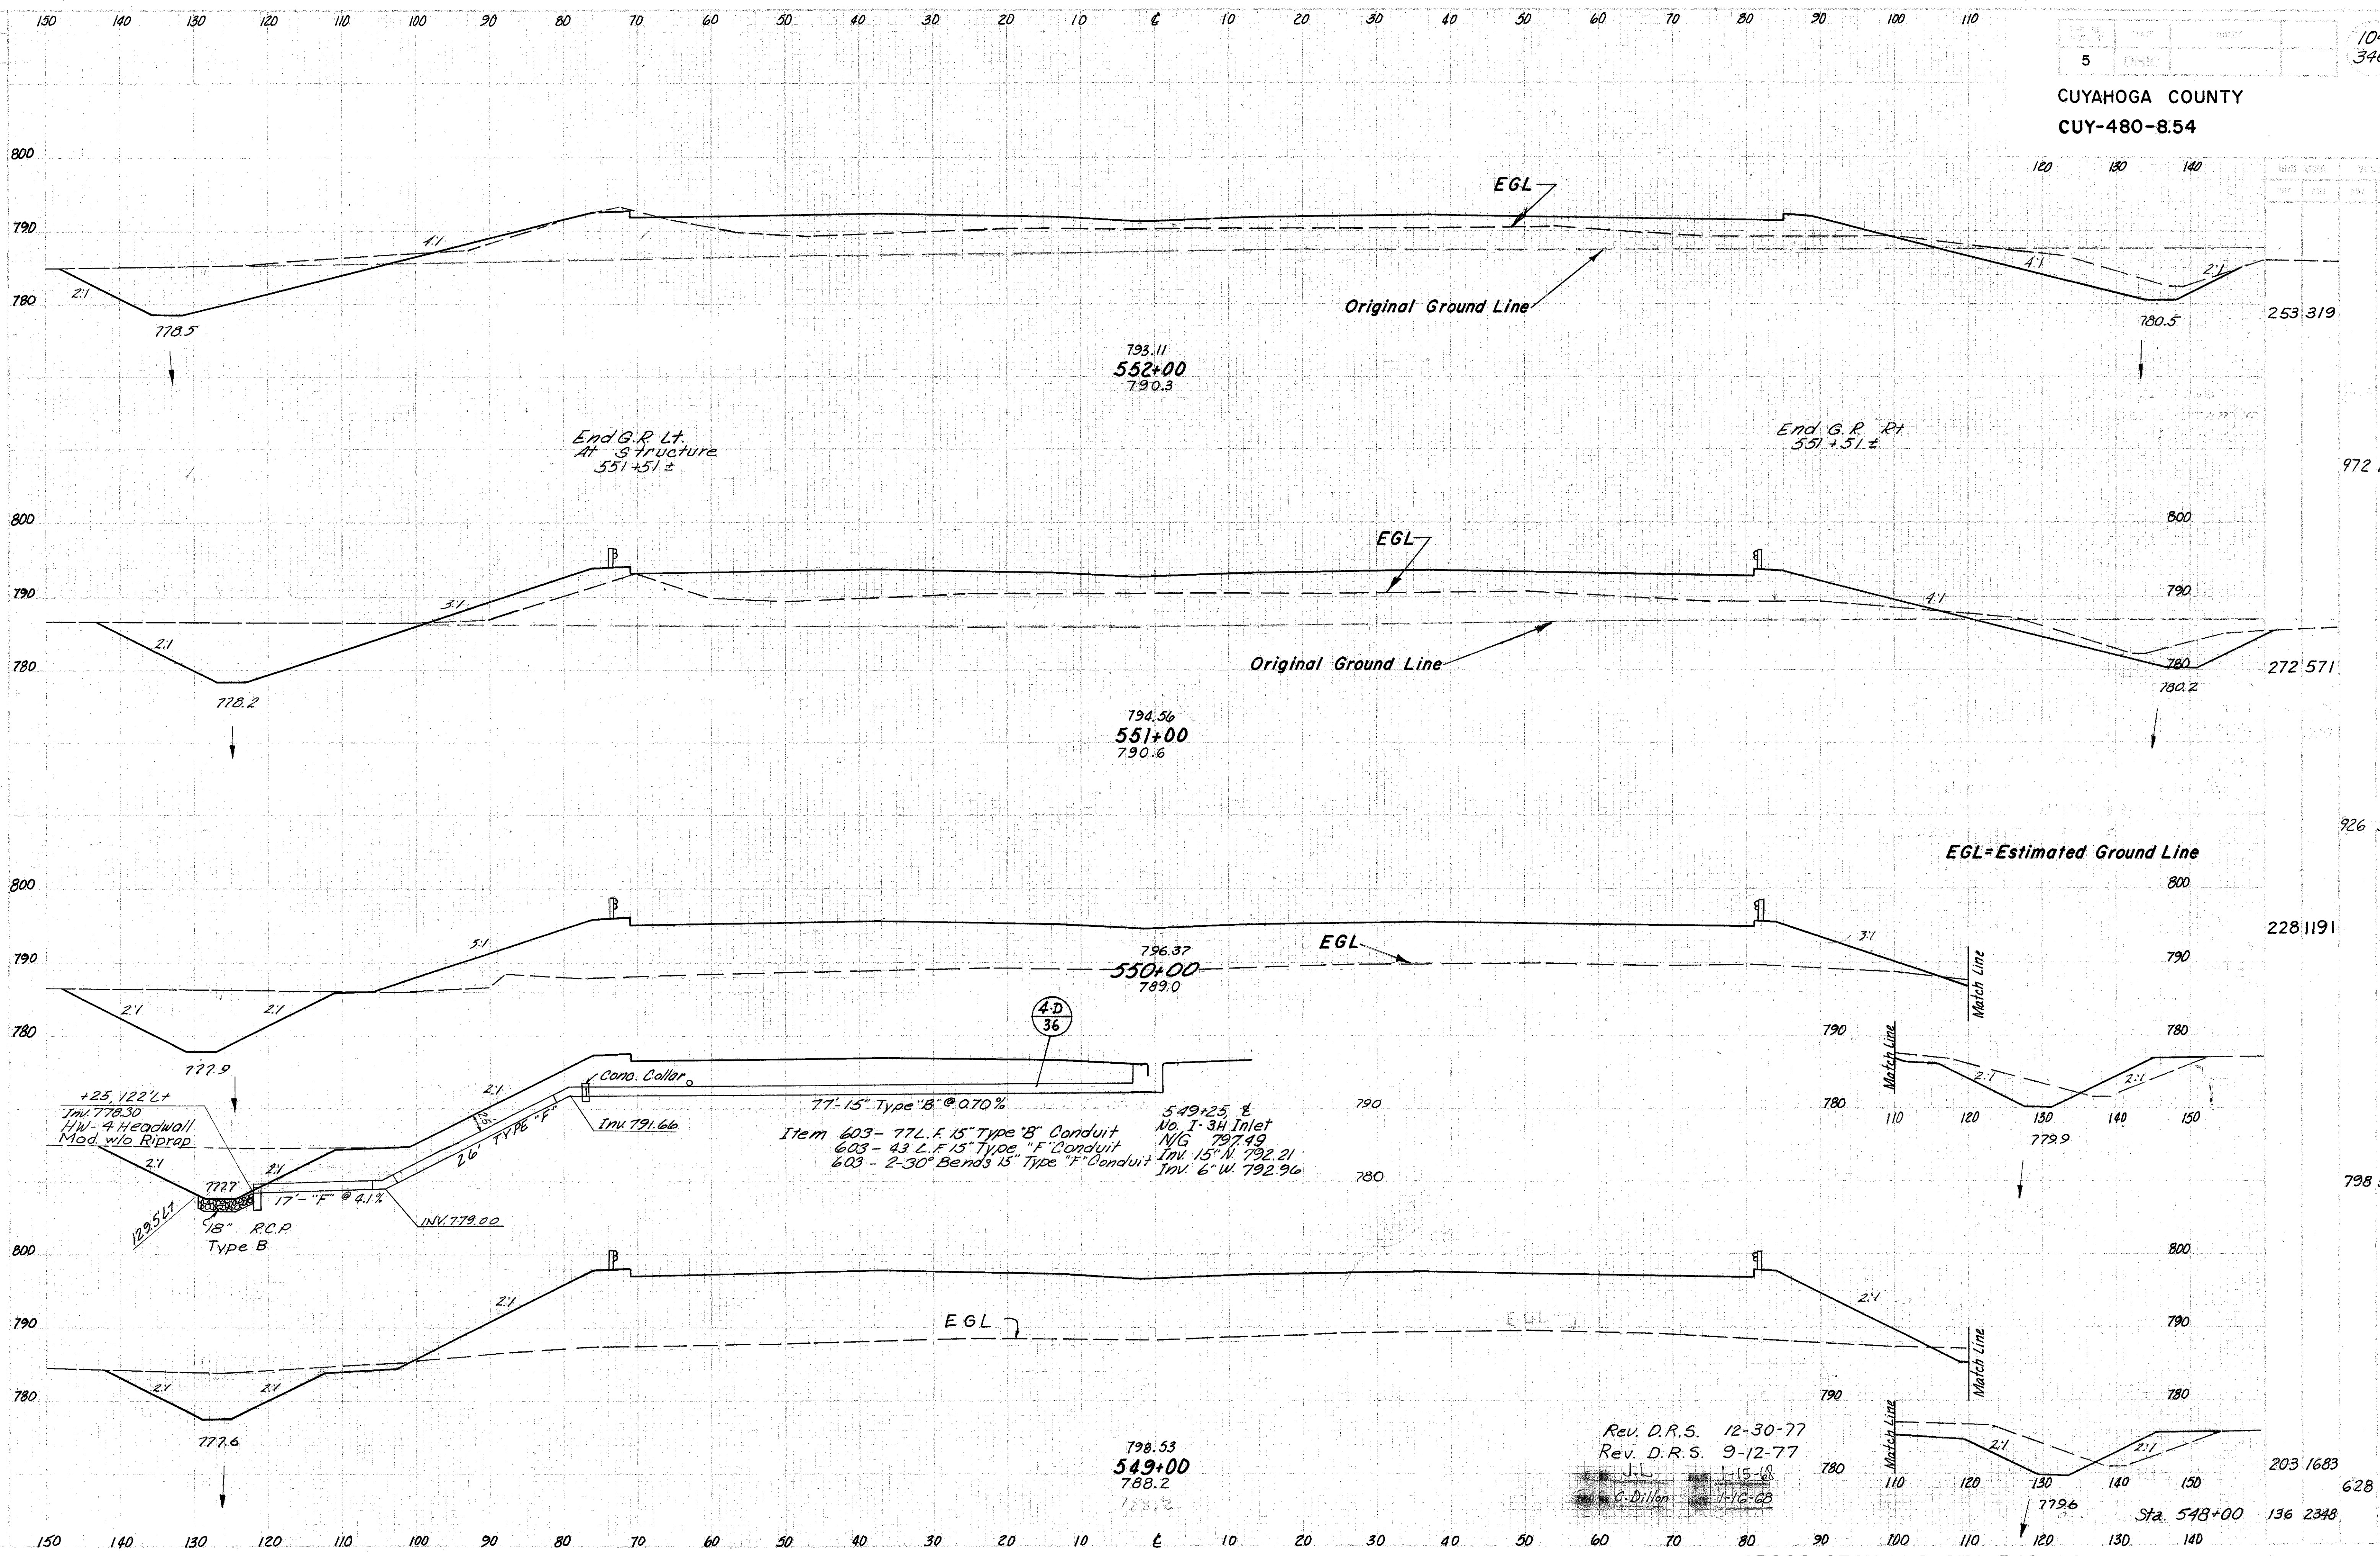 150 140 130 120 110 100 90 80 70 60 50 40 30 20 10 ℄ 10 20 30 40 50 60 70 80 90 100 110
5 OHIO
CUYAHOGA COUNTY
CUY-480-8.54
120 130 140
800
EGL
790
4:1
4:1
2:1
2:1
780
Original Ground Line
778.5
780.5
253 319
793.11
552+00
790.3
End G.R. Lt.
At Structure
551+51±
End G.R. Rt
551+51±
972
800
800
EGL
790
790
3:1
4:1
2:1
780
780
Original Ground Line
272 571
778.2
780.2
794.56
551+00
790.6
926
EGL=Estimated Ground Line
800
800
228 1191
3:1
3:1
EGL
796.37
550+00
789.0
790
790
Match Line
2:1
2:1
780
780
777.9
4-D
36
790
Match Line
2:1
2:1
780
110 120 130 140 150
779.9
+25, 122' Lt
Inv. 778.30
HW-4 Headwall
Mod. w/o Riprap
2:1
Conc. Collar
77'-15" Type "B" @ 0.70%
2.5:1
26' TYPE "F"
Inv. 791.66
790
Item 603 - 77 L.F. 15" Type "B" Conduit
603 - 43 L.F. 15" Type "F" Conduit
603 - 2-30° Bends 15" Type "F" Conduit
549+25, ℄
No. I-3H Inlet
N/G 797.49
Inv. 15" N. 792.21
Inv. 6" W. 792.96
780
2:1
2:1
777.7
17'-"F" @ 4.1%
INV. 779.00
129.5 LT
18" R.C.P.
Type B
798
800
800
2:1
2:1
EGL
EGL
790
790
Match Line
2:1
2:1
780
780
777.6
798.53
549+00
788.2
788.2
Rev. D.R.S. 12-30-77
Rev. D.R.S. 9-12-77
J.L. 1-15-68
C. Dillon 1-16-68
790
Match Line
2:1
2:1
780
110 120 130 140 150
779.6
203 1683
628
Sta. 548+00 136 2348
150 140 130 120 110 100 90 80 70 60 50 40 30 20 10 ℄ 10 20 30 40 50 60 70 80 90 100 110 120 130 140